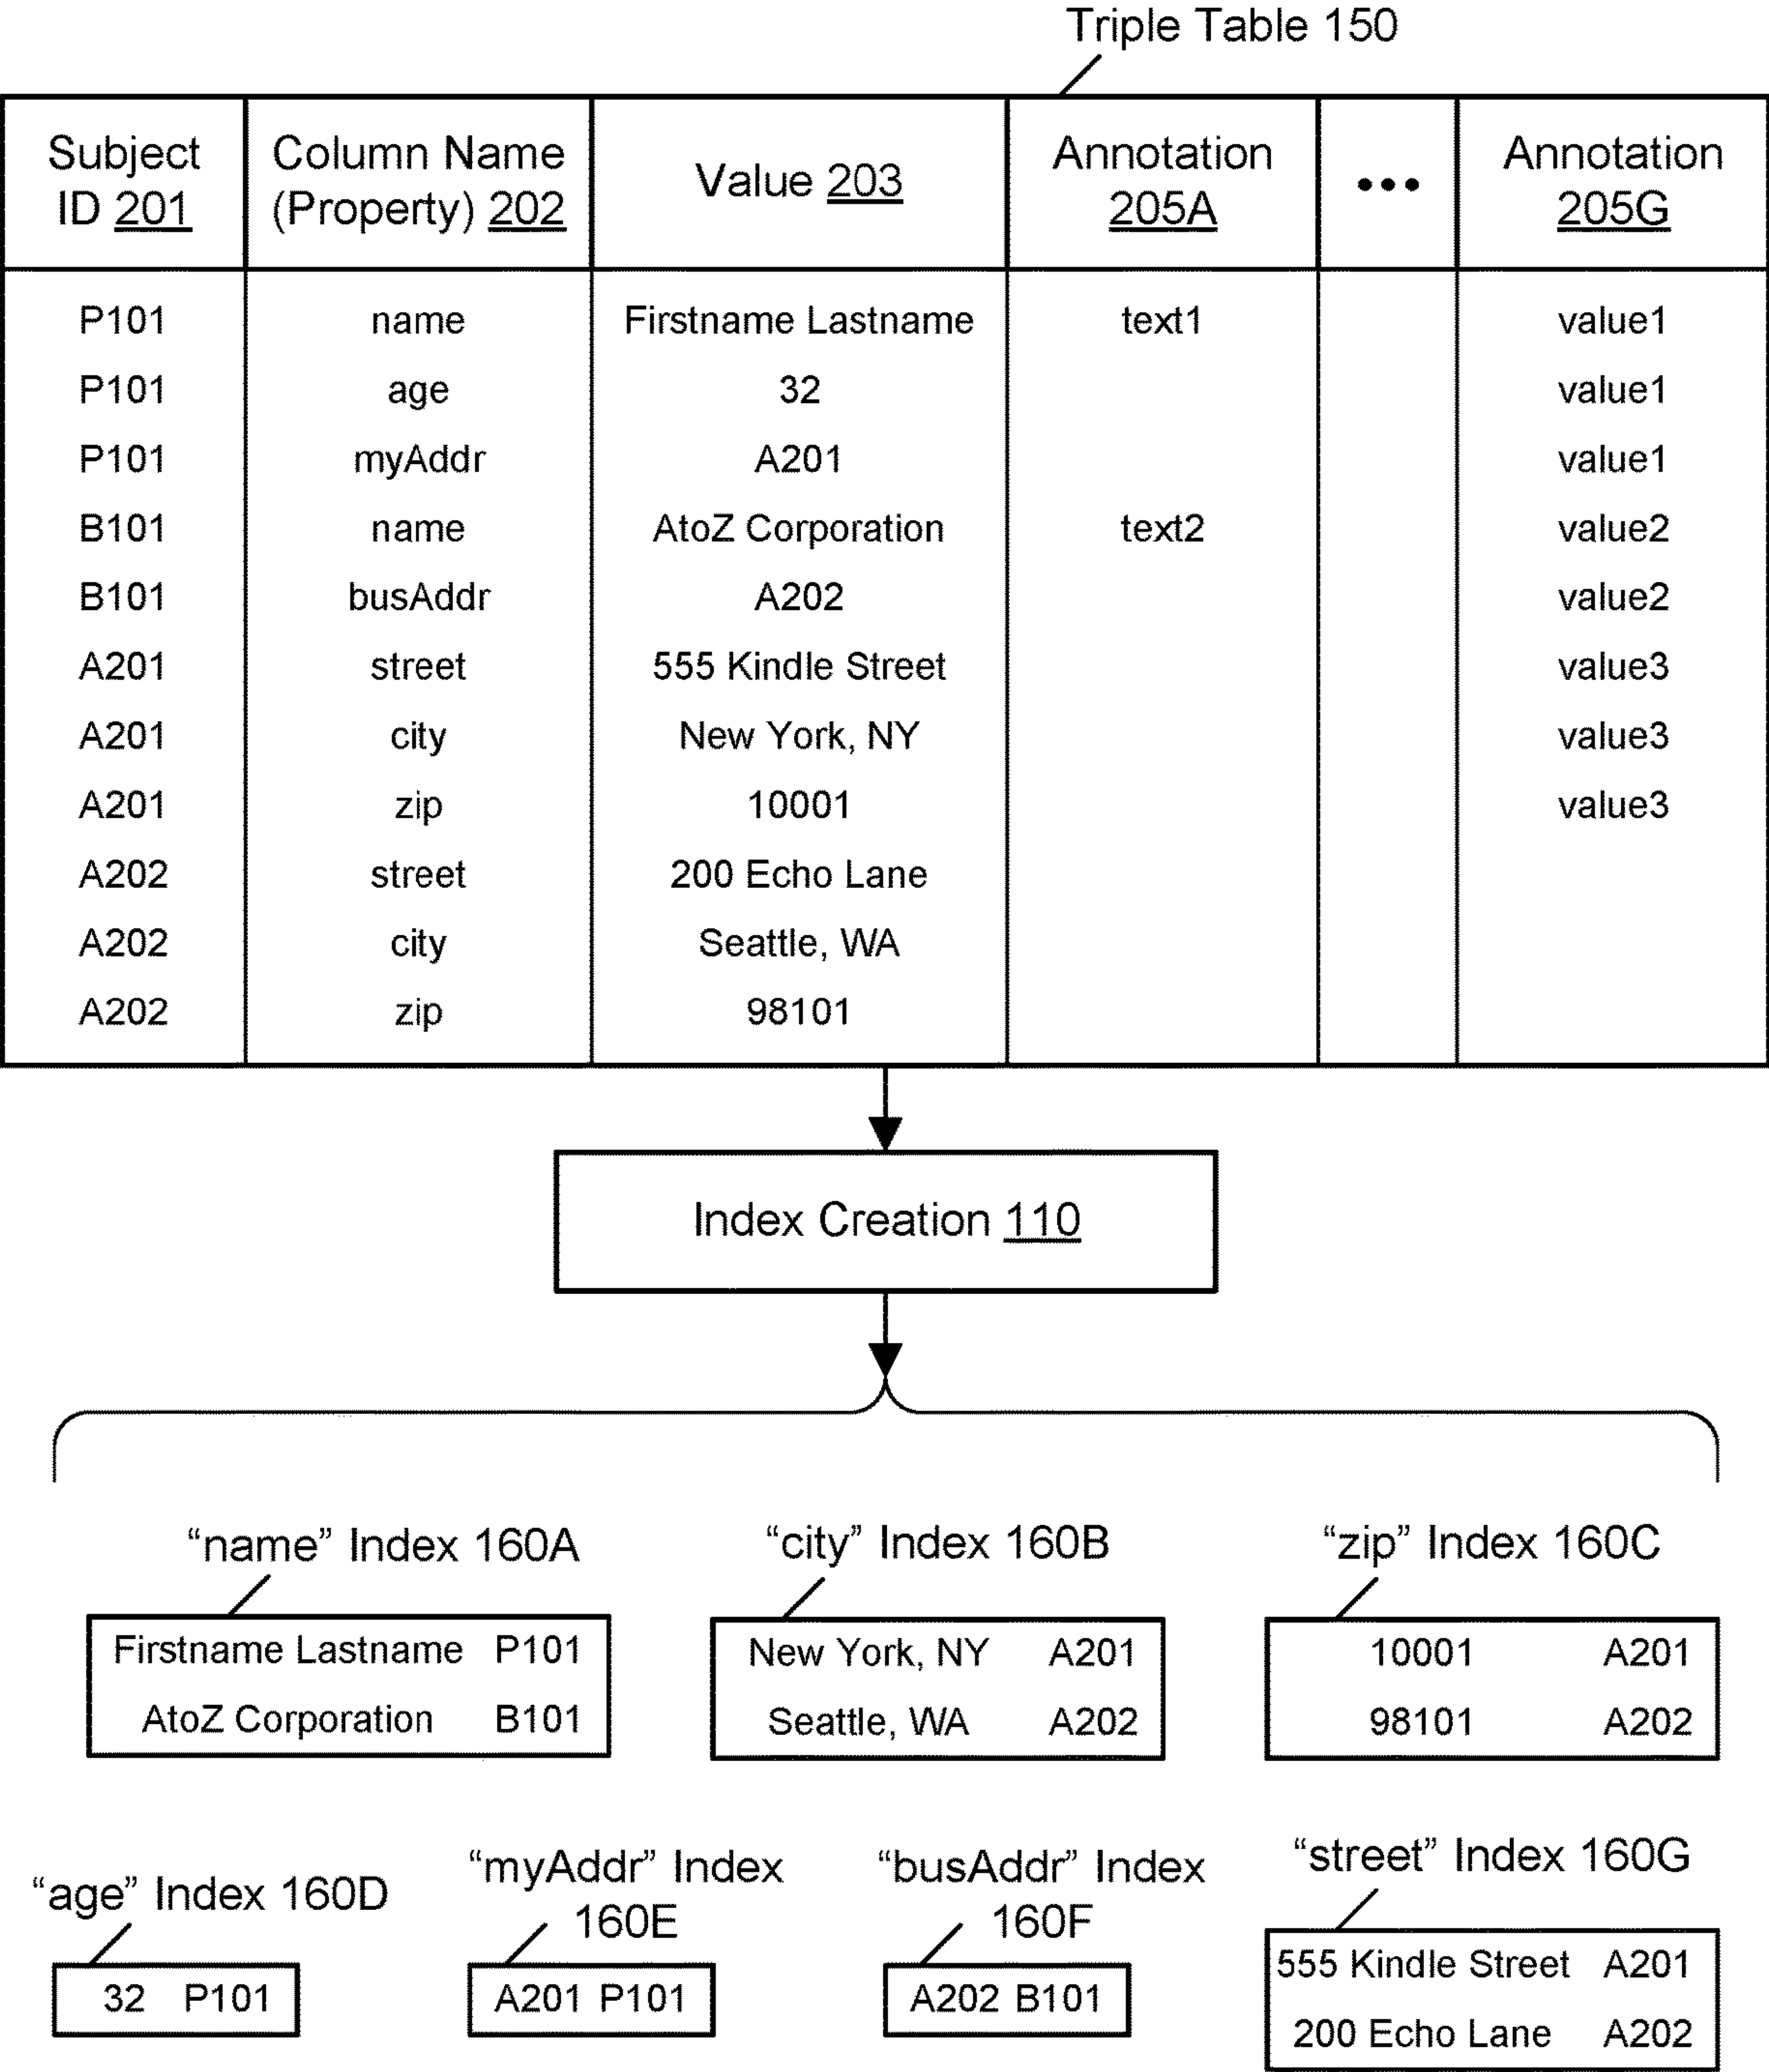 Triple Table 150
Subject ID 201 Column Name (Property) 202 Value 203 Annotation 205A ••• Annotation 205G
P101 name Firstname Lastname text1 value1
P101 age 32 value1
P101 myAddr A201 value1
B101 name AtoZ Corporation text2 value2
B101 busAddr A202 value2
A201 street 555 Kindle Street value3
A201 city New York, NY value3
A201 zip 10001 value3
A202 street 200 Echo Lane
A202 city Seattle, WA
A202 zip 98101
Index Creation 110
“name” Index 160A “city” Index 160B “zip” Index 160C
Firstname Lastname P101 New York, NY A201 10001 A201
AtoZ Corporation B101 Seattle, WA A202 98101 A202
“age” Index 160D “myAddr” Index 160E “busAddr” Index 160F “street” Index 160G
32 P101 A201 P101 A202 B101 555 Kindle Street A201
200 Echo Lane A202